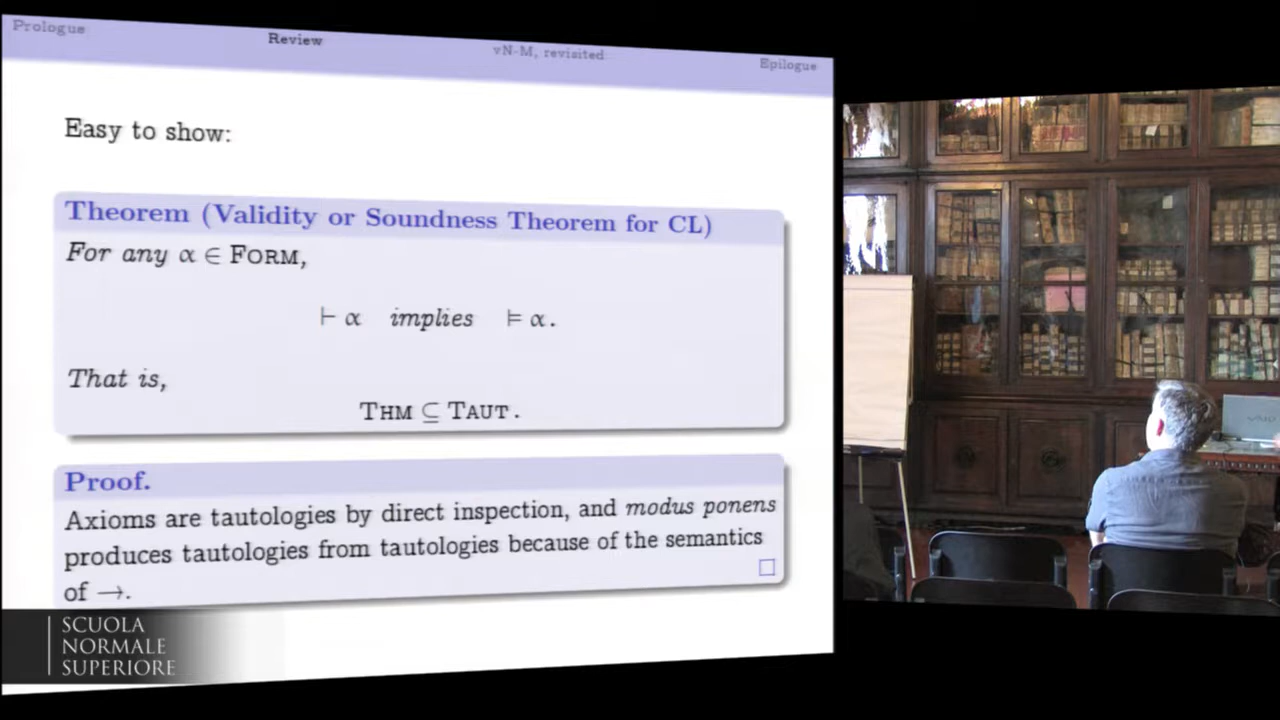 Prologue
Review
vN-M, revisited
Epilogue
Easy to show:
Theorem (Validity or Soundness Theorem for CL)
For any α ∈ FORM,
⊢ α implies ⊨ α.
That is,
THM ⊆ TAUT.
Proof.
Axioms are tautologies by direct inspection, and modus ponens
produces tautologies from tautologies because of the semantics
of →.
□
SCUOLA
NORMALE
SUPERIORE
VAIO